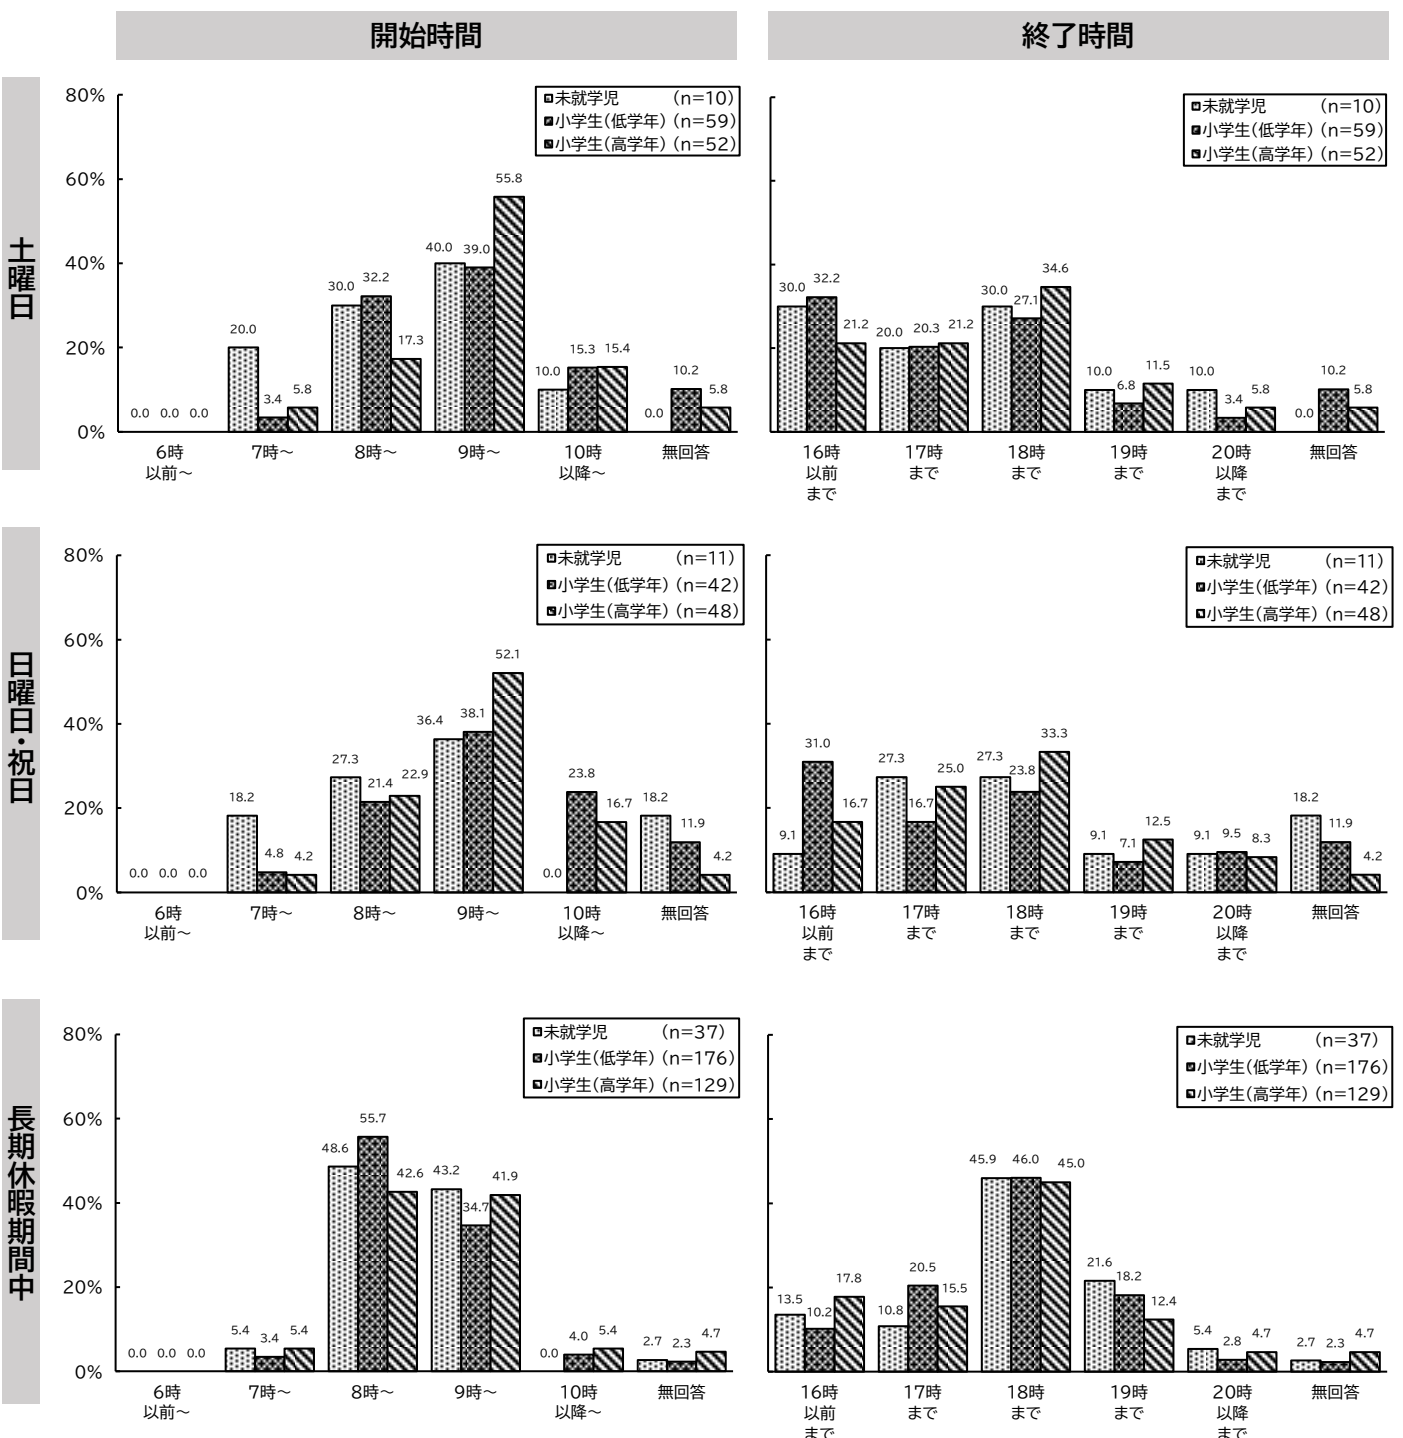 開始時間
終了時間
土曜日
80%
60%
40%
20%
0%
未就学児 (n=10)
小学生(低学年) (n=59)
小学生(高学年) (n=52)
0.0 0.0 0.0
20.0 3.4 5.8
30.0 32.2 17.3
40.0 39.0 55.8
10.0 15.3 15.4
0.0 10.2 5.8
6時 7時～ 8時～ 9時～ 10時 無回答
以前～ 以降～
未就学児 (n=10)
小学生(低学年) (n=59)
小学生(高学年) (n=52)
30.0 32.2 21.2
20.0 20.3 21.2
30.0 27.1 34.6
10.0 6.8 11.5
10.0 3.4 5.8
0.0 10.2 5.8
16時 17時 18時 19時 20時 無回答
以前 まで まで まで 以降
まで まで
日曜日・祝日
80%
60%
40%
20%
0%
未就学児 (n=11)
小学生(低学年) (n=42)
小学生(高学年) (n=48)
0.0 0.0 0.0
18.2 4.8 4.2
27.3 21.4 22.9
36.4 38.1 52.1
0.0 23.8 16.7
18.2 11.9 4.2
6時 7時～ 8時～ 9時～ 10時 無回答
以前～ 以降～
未就学児 (n=11)
小学生(低学年) (n=42)
小学生(高学年) (n=48)
9.1 31.0 16.7
27.3 16.7 25.0
27.3 23.8 33.3
9.1 7.1 12.5
9.1 9.5 8.3
18.2 11.9 4.2
16時 17時 18時 19時 20時 無回答
以前 まで まで まで 以降
まで まで
長期休暇期間中
80%
60%
40%
20%
0%
未就学児 (n=37)
小学生(低学年) (n=176)
小学生(高学年) (n=129)
0.0 0.0 0.0
5.4 3.4 5.4
48.6 55.7 42.6
43.2 34.7 41.9
0.0 4.0 5.4
2.7 2.3 4.7
6時 7時～ 8時～ 9時～ 10時 無回答
以前～ 以降～
未就学児 (n=37)
小学生(低学年) (n=176)
小学生(高学年) (n=129)
13.5 10.2 17.8
10.8 20.5 15.5
45.9 46.0 45.0
21.6 18.2 12.4
5.4 2.8 4.7
2.7 2.3 4.7
16時 17時 18時 19時 20時 無回答
以前 まで まで まで 以降
まで まで